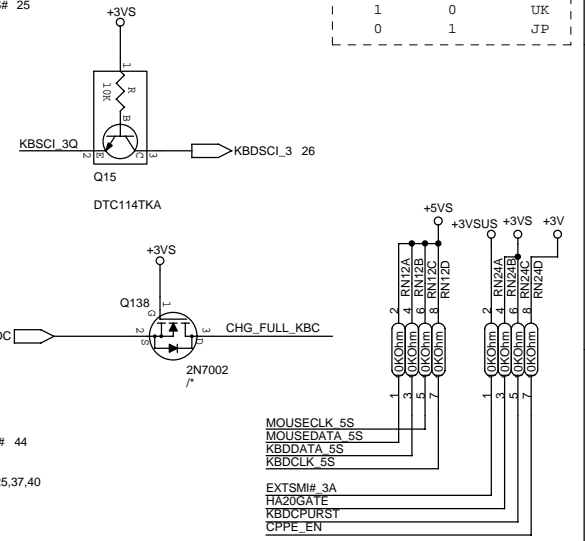 # 25
+3VS
1 0 UK
0 1 JP
1
R
10K
B
KBSCI_3Q
2
E
C
3
KBDSCI_3 26
Q15
DTC114TKA
+3VS
Q138
1
G
2
S
3
D
CHG_FULL_KBC
2N7002
/*
+5VS
+3VSUS
+3VS
+3V
RN12A
RN12B
RN12C
RN12D
RN24A
RN24B
RN24C
RN24D
2 4 6 8
2 4 6 8
0KOhm
0KOhm
0KOhm
0KOhm
0KOhm
0KOhm
0KOhm
0KOhm
1 3 5 7
1 3 5 7
MOUSECLK_5S
MOUSEDATA_5S
KBDDATA_5S
KBDCLK_5S
# 44
25,37,40
EXTSMI#_3A
HA20GATE
KBDCPURST
CPPE_EN